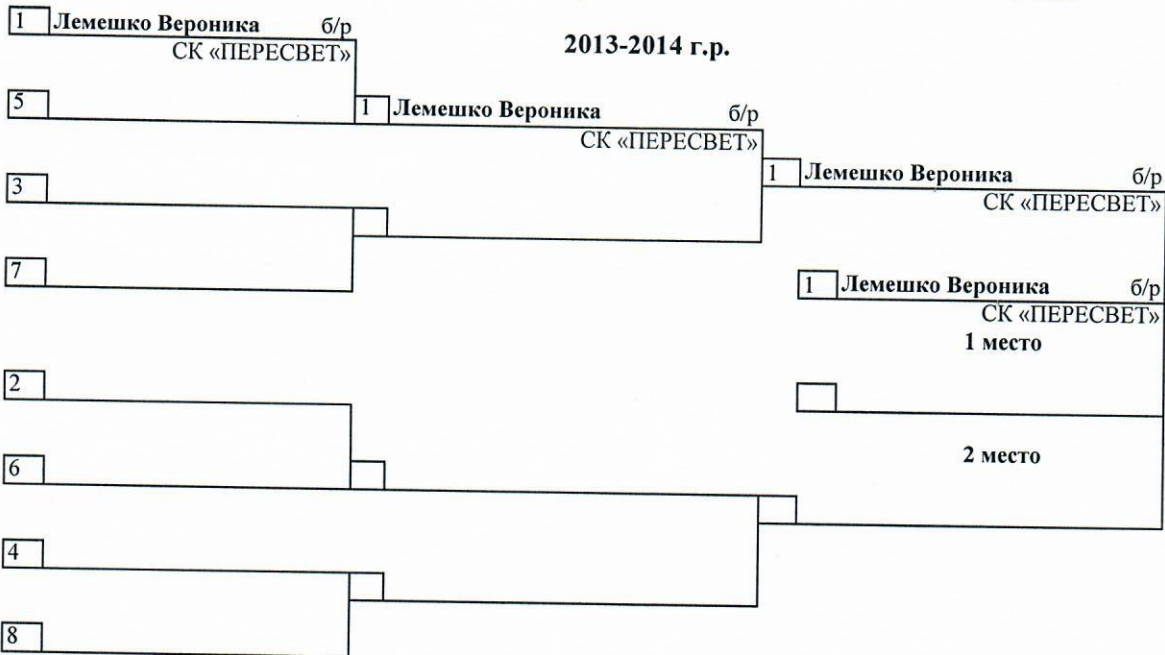 1 Лемешко Вероника б/р
СК «ПЕРЕСВЕТ»
2013-2014 г.р.
5
1 Лемешко Вероника б/р
СК «ПЕРЕСВЕТ»
1 Лемешко Вероника б/р
СК «ПЕРЕСВЕТ»
3
7
1 Лемешко Вероника б/р
СК «ПЕРЕСВЕТ»
1 место
2
2 место
6
4
8